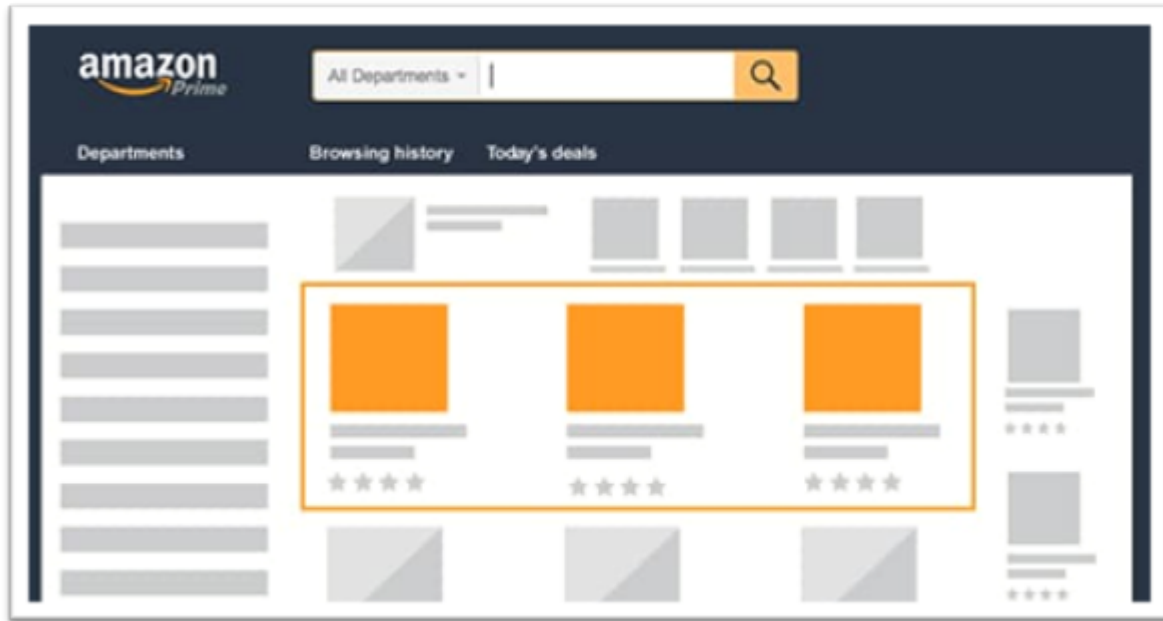 amazon
Prime
All Departments
Departments
Browsing history
Today's deals